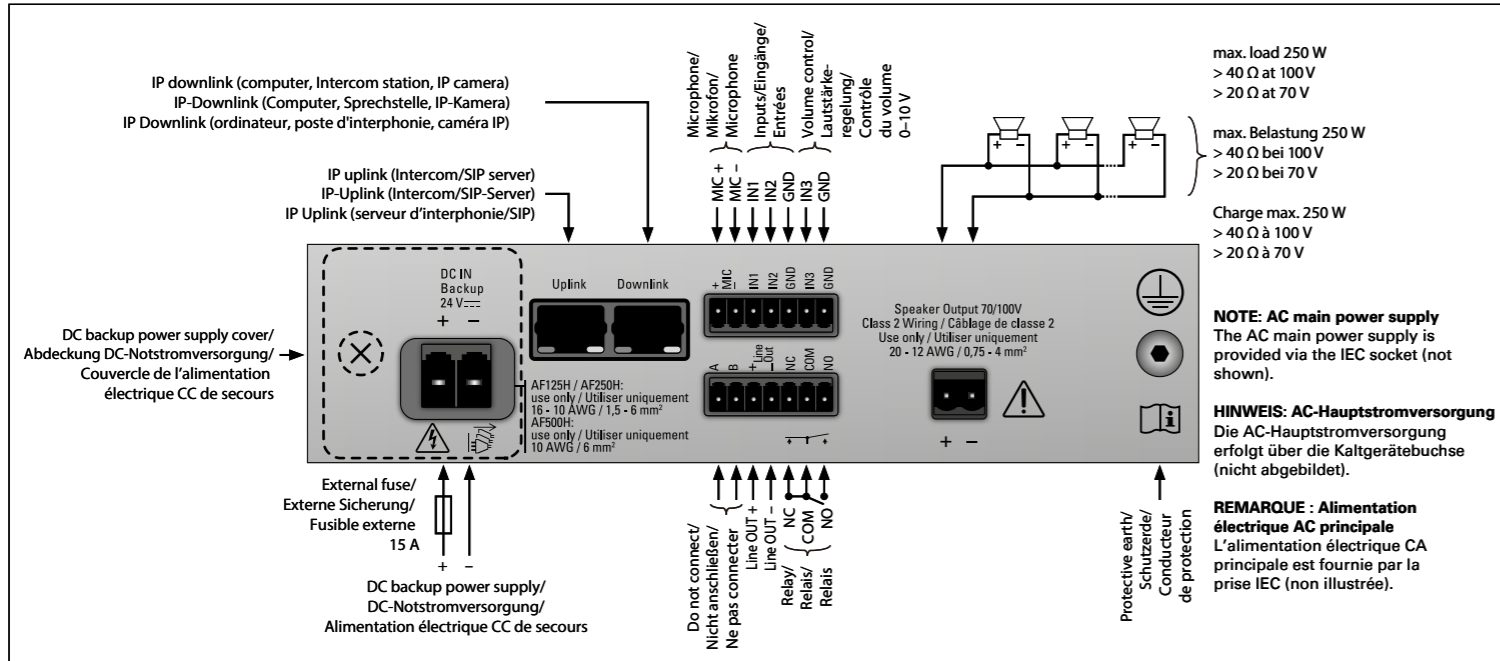 IP downlink (computer, Intercom station, IP camera)
IP-Downlink (Computer, Sprechstelle, IP-Kamera)
IP Downlink (ordinateur, poste d'interphonie, caméra IP)
IP uplink (Intercom/SIP server)
IP-Uplink (Intercom/SIP-Server)
IP Uplink (serveur d'interphonie/SIP)
Microphone/
Mikrofon/
Microphone
Inputs/Eingänge/
Entrées
Volume control/
Lautstärke-
regelung/
Contrôle
du volume
0–10 V
MIC +
MIC –
IN1
IN2
GND
IN3
GND
+ –
+ –
+ –
max. load 250 W
> 40 Ω at 100 V
> 20 Ω at 70 V
max. Belastung 250 W
> 40 Ω bei 100 V
> 20 Ω bei 70 V
Charge max. 250 W
> 40 Ω à 100 V
> 20 Ω à 70 V
DC backup power supply cover/
Abdeckung DC-Notstromversorgung/
Couvercle de l'alimentation
électrique CC de secours
DC IN
Backup
24 V
+ –
Uplink
Downlink
+
MIC
–
IN1
IN2
GND
IN3
GND
A
B
+
Line
Out
–
NC
COM
NO
AF125H / AF250H:
use only / Utiliser uniquement
16 - 10 AWG / 1,5 - 6 mm²
AF500H:
use only / Utiliser uniquement
10 AWG / 6 mm²
Speaker Output 70/100V
Class 2 Wiring / Câblage de classe 2
Use only / Utiliser uniquement
20 - 12 AWG / 0,75 - 4 mm²
+ –
i
NOTE: AC main power supply
The AC main power supply is
provided via the IEC socket (not
shown).
HINWEIS: AC-Hauptstromversorgung
Die AC-Hauptstromversorgung
erfolgt über die Kaltgerätebuchse
(nicht abgebildet).
REMARQUE : Alimentation
électrique AC principale
L'alimentation électrique CA
principale est fournie par la
prise IEC (non illustrée).
External fuse/
Externe Sicherung/
Fusible externe
15 A
+ –
DC backup power supply/
DC-Notstromversorgung/
Alimentation électrique CC de secours
Do not connect/
Nicht anschließen/
Ne pas connecter
Line OUT +
Line OUT –
NC
COM
NO
Relay/
Relais/
Relais
Protective earth/
Schutzerde/
Conducteur
de protection